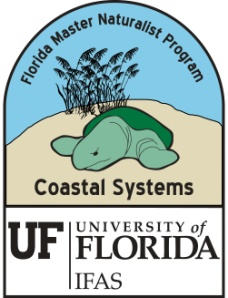 Florida Master Naturalist Program
Coastal Systems
UF
UNIVERSITY of
FLORIDA
IFAS